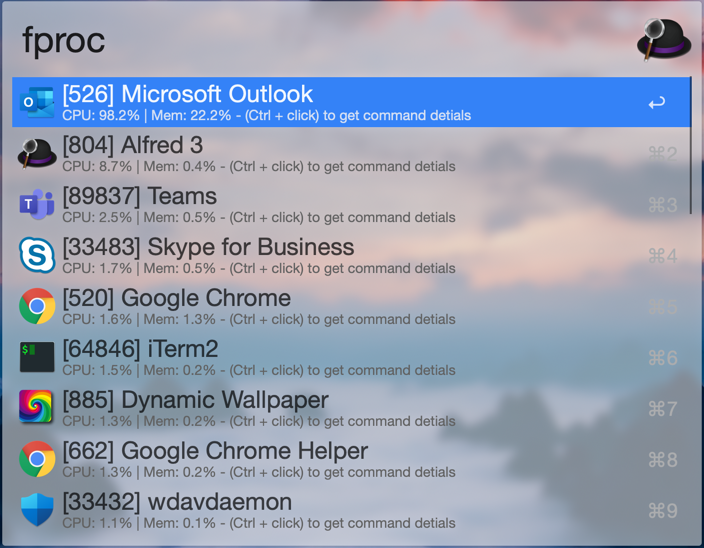 fproc
[526] Microsoft Outlook
CPU: 98.2% | Mem: 22.2% - (Ctrl + click) to get command detials
[804] Alfred 3
CPU: 8.7% | Mem: 0.4% - (Ctrl + click) to get command detials
⌘2
[89837] Teams
CPU: 2.5% | Mem: 0.5% - (Ctrl + click) to get command detials
⌘3
[33483] Skype for Business
CPU: 1.7% | Mem: 0.5% - (Ctrl + click) to get command detials
⌘4
[520] Google Chrome
CPU: 1.6% | Mem: 1.3% - (Ctrl + click) to get command detials
⌘5
[64846] iTerm2
CPU: 1.5% | Mem: 0.2% - (Ctrl + click) to get command detials
⌘6
[885] Dynamic Wallpaper
CPU: 1.3% | Mem: 0.2% - (Ctrl + click) to get command detials
⌘7
[662] Google Chrome Helper
CPU: 1.3% | Mem: 0.2% - (Ctrl + click) to get command detials
⌘8
[33432] wdavdaemon
CPU: 1.1% | Mem: 0.1% - (Ctrl + click) to get command detials
⌘9